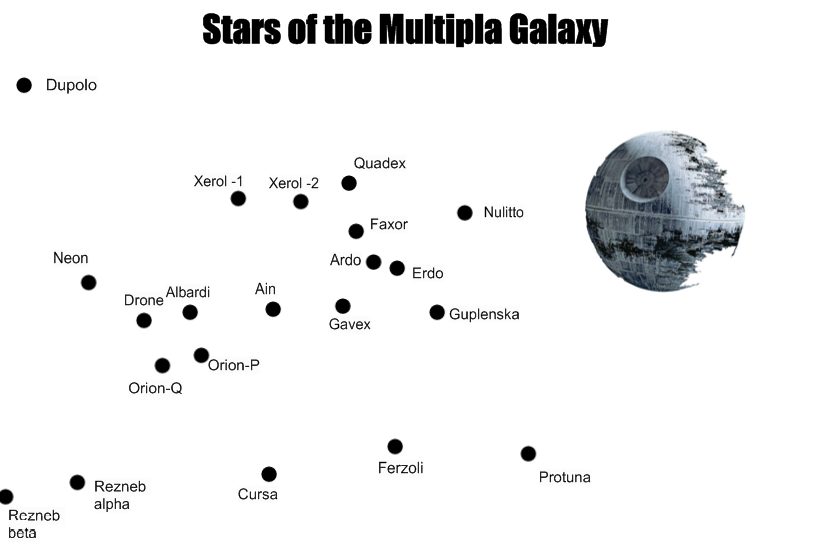 Stars of the Multipla Galaxy
Dupolo
Quadex
Xerol -1
Xerol -2
Nulitto
Faxor
Neon
Ardo
Erdo
Ain
Albardi
Drone
Guplenska
Gavex
Orion-P
Orion-Q
Ferzoli
Protuna
Rezneb
alpha
Cursa
Rezneb
beta